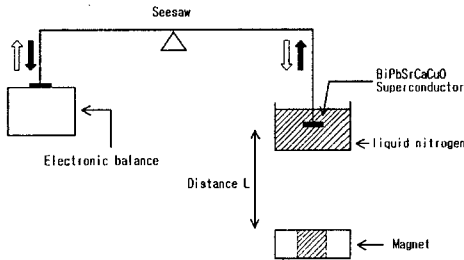 Seesaw
BiPbSrCaCuO
Superconductor
liquid nitrogen
Electronic balance
Distance L
Magnet